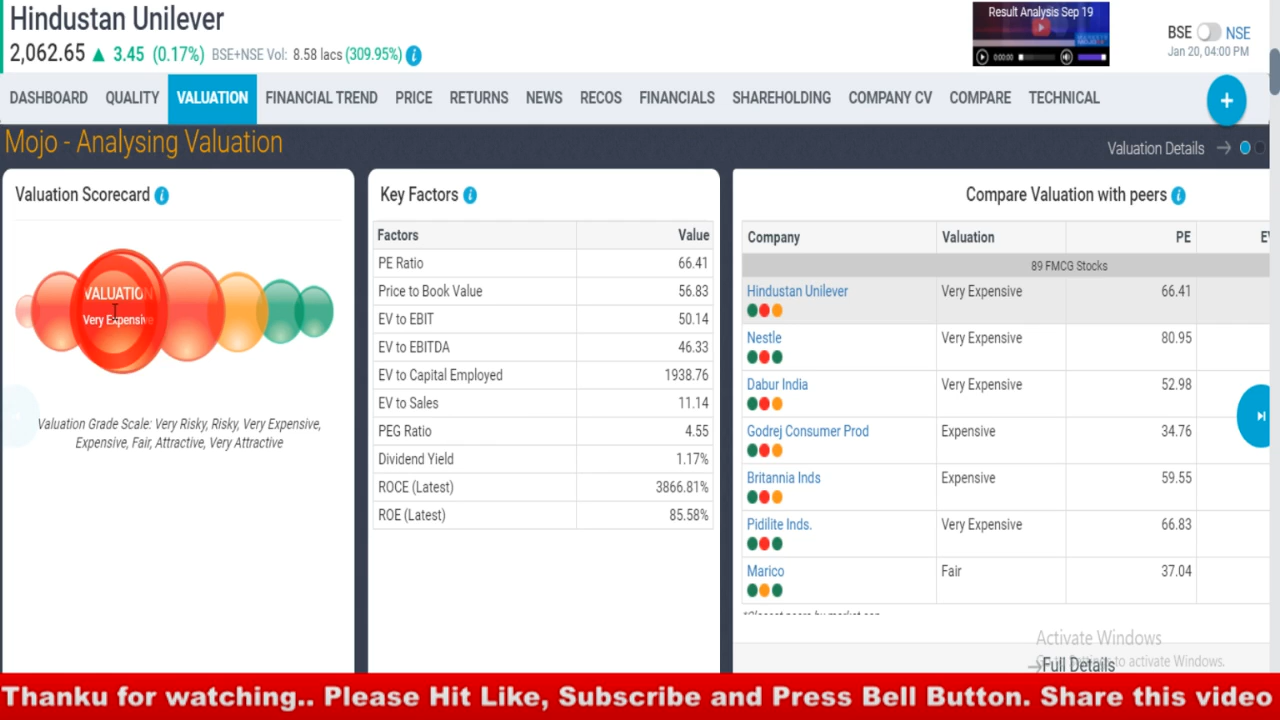 Hindustan Unilever
2,062.65 ▲ 3.45 (0.17%) BSE+NSE Vol: 8.58 lacs (309.95%) i
Result Analysis Sep 19
0:00:00
BSE NSE
Jan 20, 04:00 PM
DASHBOARD QUALITY VALUATION FINANCIAL TREND PRICE RETURNS NEWS RECOS FINANCIALS SHAREHOLDING COMPANY CV COMPARE TECHNICAL
+
Mojo - Analysing Valuation
Valuation Details →
Valuation Scorecard i
VALUATION
Very Expensive
Valuation Grade Scale: Very Risky, Risky, Very Expensive,
Expensive, Fair, Attractive, Very Attractive
Key Factors i
Factors Value
PE Ratio 66.41
Price to Book Value 56.83
EV to EBIT 50.14
EV to EBITDA 46.33
EV to Capital Employed 1938.76
EV to Sales 11.14
PEG Ratio 4.55
Dividend Yield 1.17%
ROCE (Latest) 3866.81%
ROE (Latest) 85.58%
Compare Valuation with peers i
Company Valuation PE
89 FMCG Stocks
Hindustan Unilever Very Expensive 66.41
Nestle Very Expensive 80.95
Dabur India Very Expensive 52.98
Godrej Consumer Prod Expensive 34.76
Britannia Inds Expensive 59.55
Pidilite Inds. Very Expensive 66.83
Marico Fair 37.04
Activate Windows
to activate Windows.
→Full Details
Thanku for watching.. Please Hit Like, Subscribe and Press Bell Button. Share this video